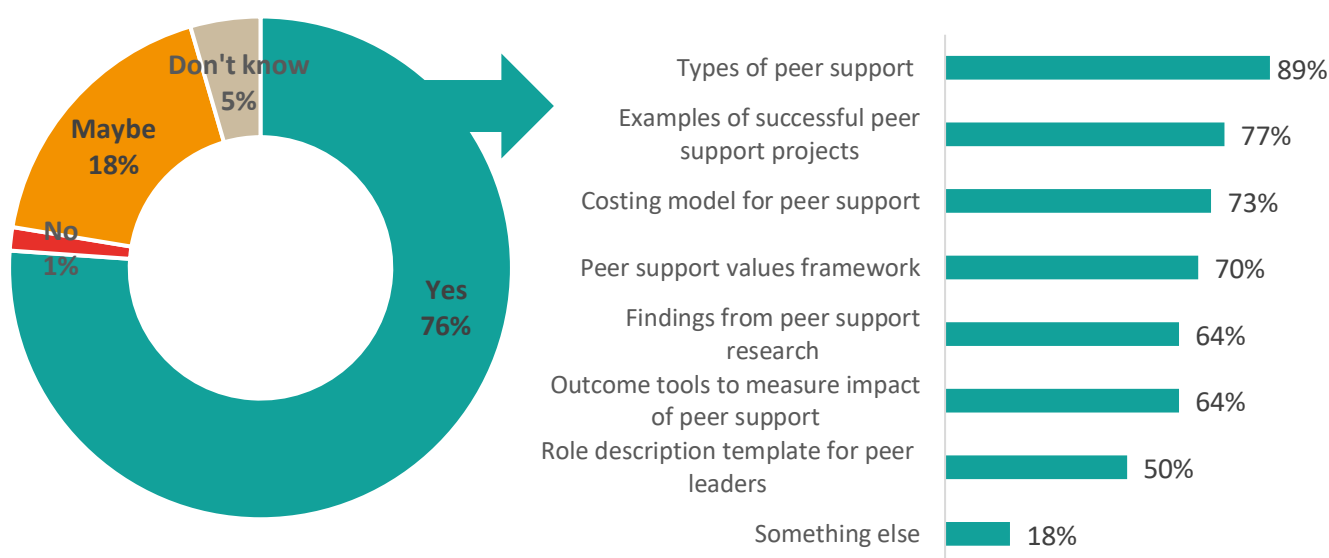 Don't know
5%
Maybe
18%
No
1%
Yes
76%
Types of peer support
89%
Examples of successful peer
support projects
77%
Costing model for peer support
73%
Peer support values framework
70%
Findings from peer support
research
64%
Outcome tools to measure impact
of peer support
64%
Role description template for peer
leaders
50%
Something else
18%